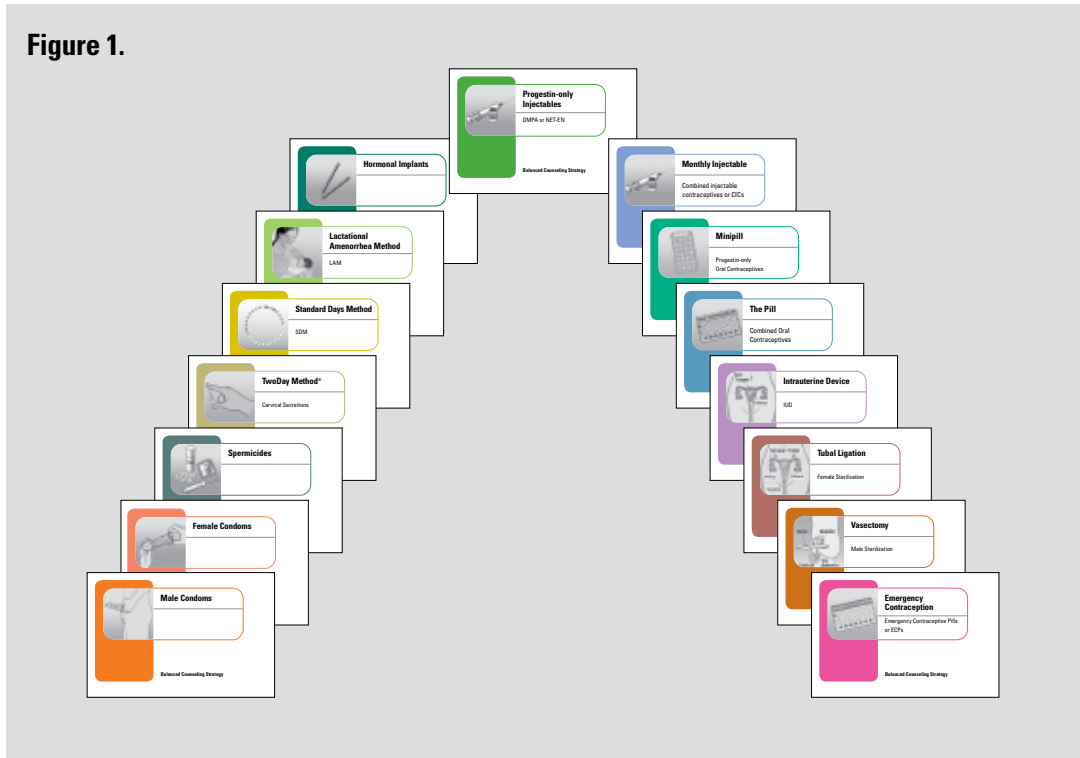 Figure 1.
Progestin-only
Injectables
DMPA or NET-EN
Balanced Counseling Strategy
Hormonal Implants
Lactational
Amenorrhea Method
LAM
Standard Days Method
SDM
TwoDay Method®
Cervical Secretions
Spermicides
Female Condoms
Male Condoms
Balanced Counseling Strategy
Monthly Injectable
Combined injectable
contraceptives or CICs
Minipill
Progestin-only
Oral Contraceptives
The Pill
Combined Oral
Contraceptives
Intrauterine Device
IUD
Tubal Ligation
Female Sterilization
Vasectomy
Male Sterilization
Emergency
Contraception
Emergency Contraceptive Pills
or ECPs
Balanced Counseling Strategy